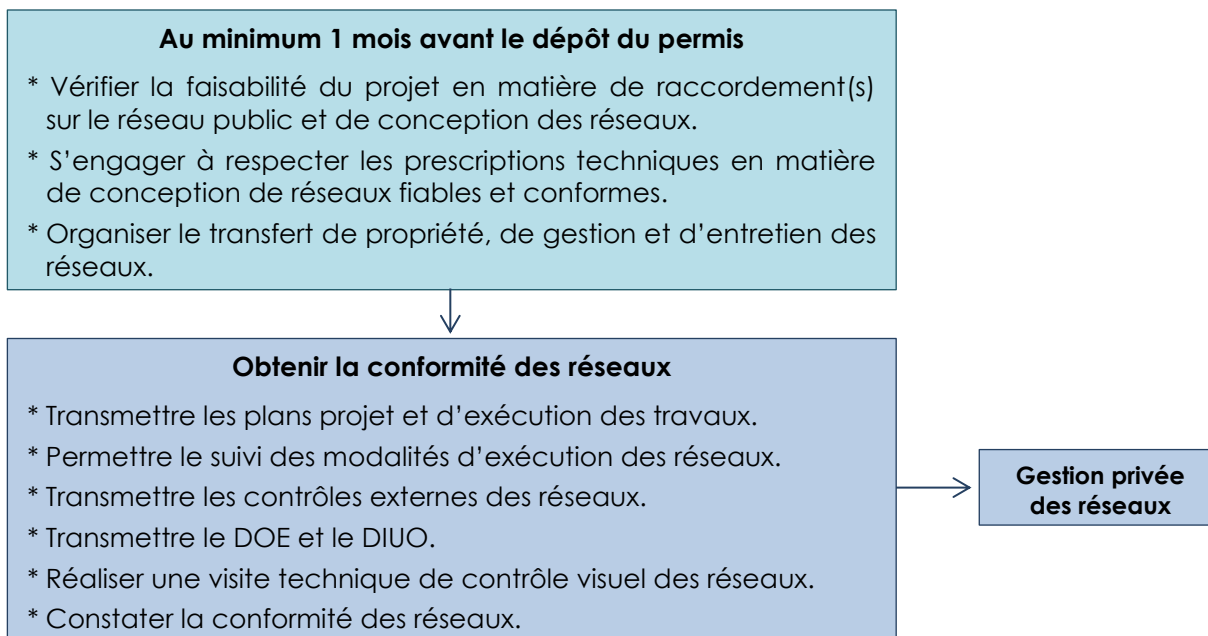 Au minimum 1 mois avant le dépôt du permis
* Vérifier la faisabilité du projet en matière de raccordement(s)
sur le réseau public et de conception des réseaux.
* S’engager à respecter les prescriptions techniques en matière
de conception de réseaux fiables et conformes.
* Organiser le transfert de propriété, de gestion et d’entretien des
réseaux.
Obtenir la conformité des réseaux
* Transmettre les plans projet et d’exécution des travaux.
* Permettre le suivi des modalités d’exécution des réseaux.
* Transmettre les contrôles externes des réseaux.
* Transmettre le DOE et le DIUO.
* Réaliser une visite technique de contrôle visuel des réseaux.
* Constater la conformité des réseaux.
Gestion privée
des réseaux